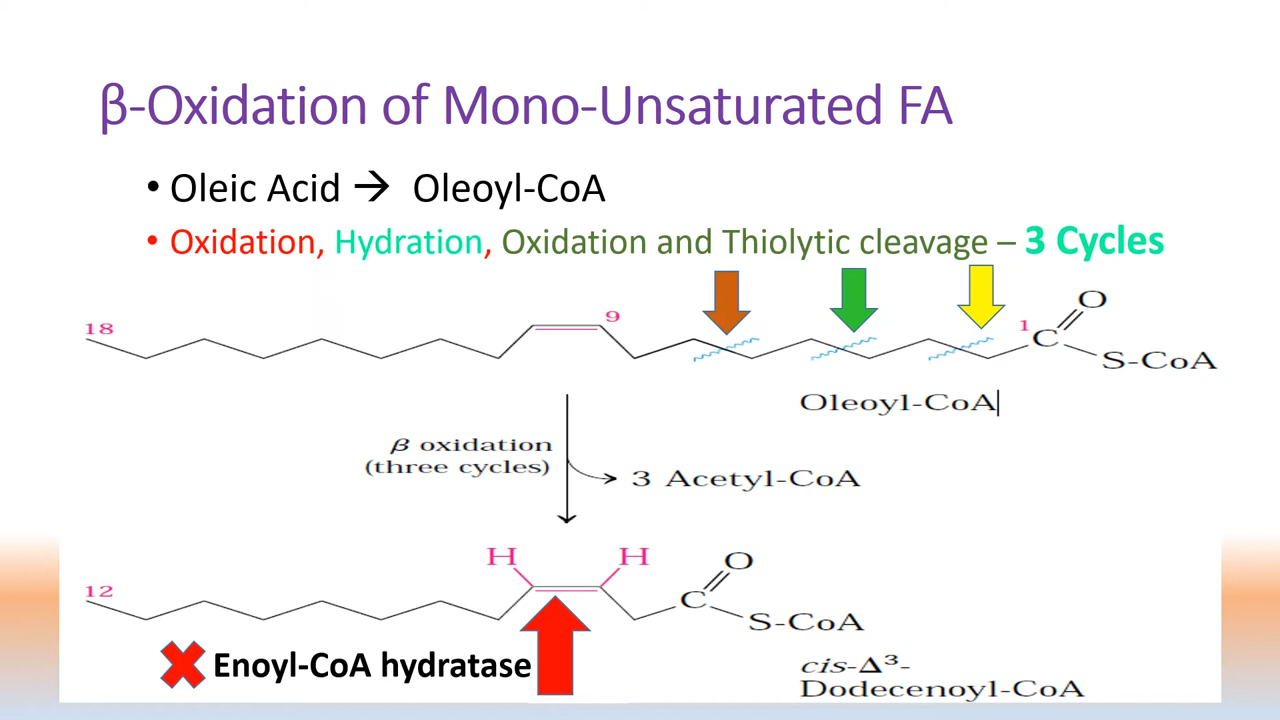 β-Oxidation of Mono-Unsaturated FA
• Oleic Acid → Oleoyl-CoA
• Oxidation, Hydration, Oxidation and Thiolytic cleavage – 3 Cycles
18
9
1
C
O
S-CoA
Oleoyl-CoA
β oxidation
(three cycles)
3 Acetyl-CoA
12
H
H
C
O
S-CoA
Enoyl-CoA hydratase
cis-Δ³-
Dodecenoyl-CoA